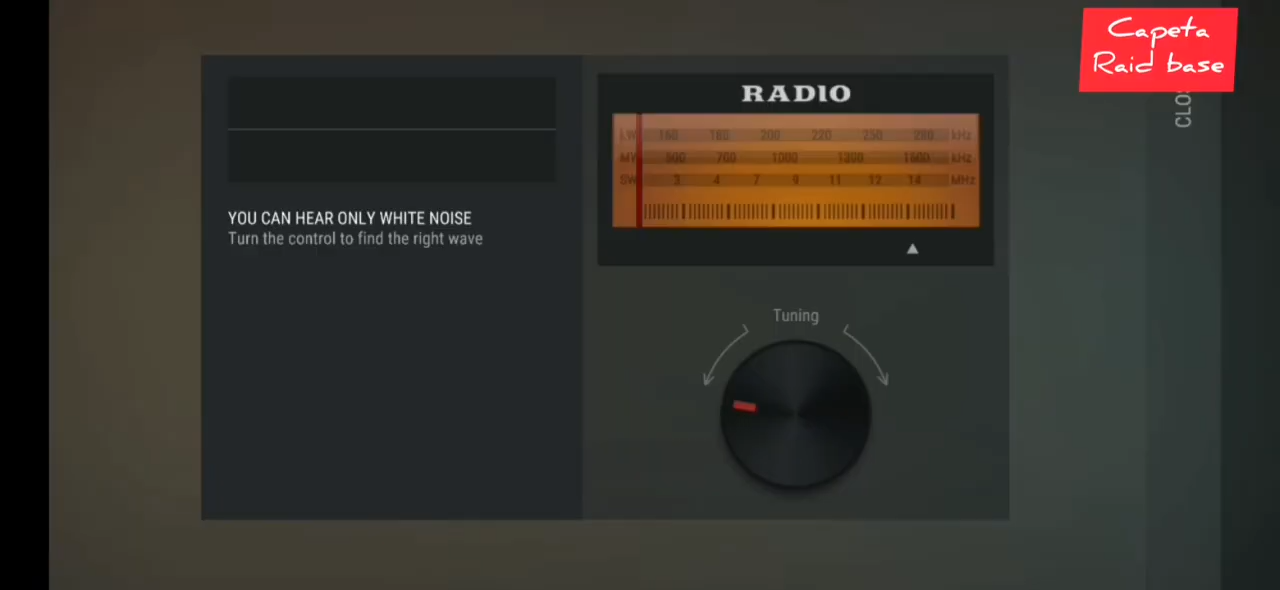 Capeta
Raid base
CLOS
RADIO
LW 160 180 200 220 250 280 kHz
MW 500 700 1000 1300 1600 kHz
SW 3 4 7 9 11 12 14 MHz
YOU CAN HEAR ONLY WHITE NOISE
Turn the control to find the right wave
Tuning